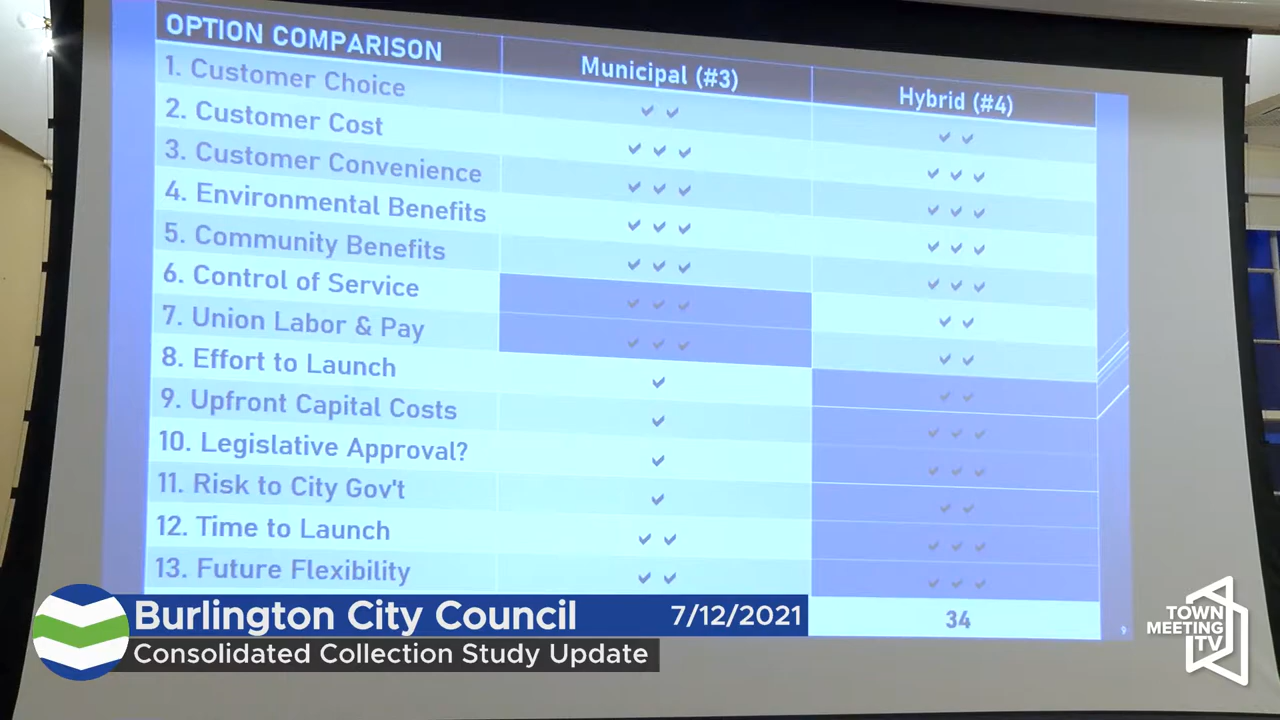 OPTION COMPARISON Municipal (#3) Hybrid (#4)
1. Customer Choice ✓ ✓ ✓ ✓
2. Customer Cost ✓ ✓ ✓ ✓ ✓ ✓
3. Customer Convenience ✓ ✓ ✓ ✓ ✓ ✓
4. Environmental Benefits ✓ ✓ ✓ ✓ ✓ ✓
5. Community Benefits ✓ ✓ ✓ ✓ ✓ ✓
6. Control of Service ✓ ✓ ✓ ✓ ✓
7. Union Labor & Pay ✓ ✓ ✓ ✓ ✓
8. Effort to Launch ✓ ✓ ✓
9. Upfront Capital Costs ✓ ✓ ✓ ✓
10. Legislative Approval? ✓ ✓ ✓ ✓
11. Risk to City Gov't ✓ ✓ ✓
12. Time to Launch ✓ ✓ ✓ ✓ ✓
13. Future Flexibility ✓ ✓ ✓ ✓ ✓
34
9
Burlington City Council 7/12/2021
Consolidated Collection Study Update
TOWN
MEETING
TV